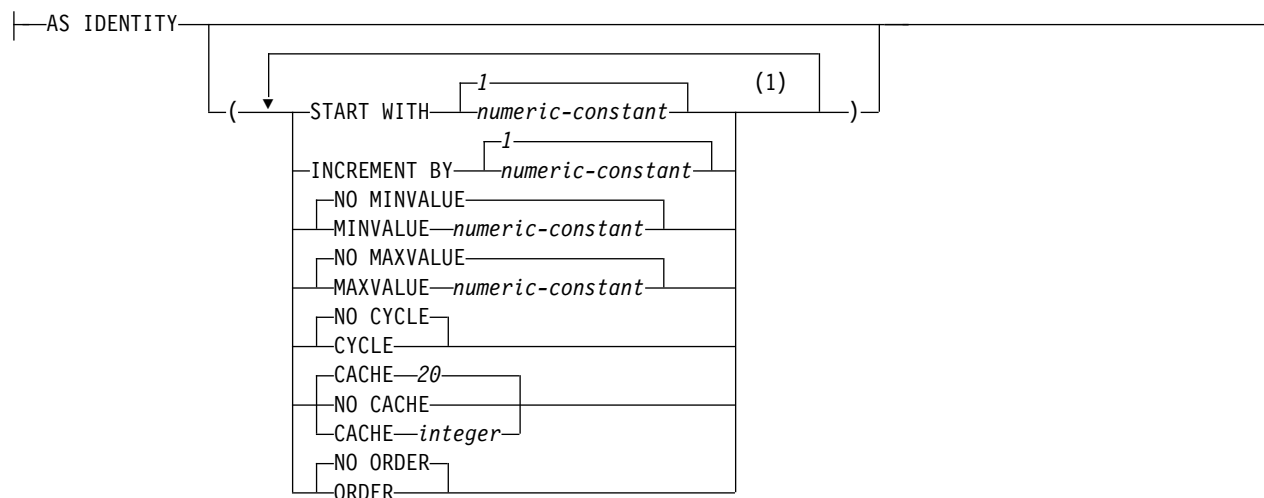 AS IDENTITY
1 (1)
( START WITH numeric-constant )
1
INCREMENT BY numeric-constant
NO MINVALUE
MINVALUE numeric-constant
NO MAXVALUE
MAXVALUE numeric-constant
NO CYCLE
CYCLE
CACHE 20
NO CACHE
CACHE integer
NO ORDER
ORDER